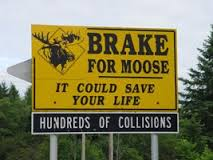 BRAKE
FOR MOOSE
IT COULD SAVE
YOUR LIFE
HUNDREDS OF COLLISIONS